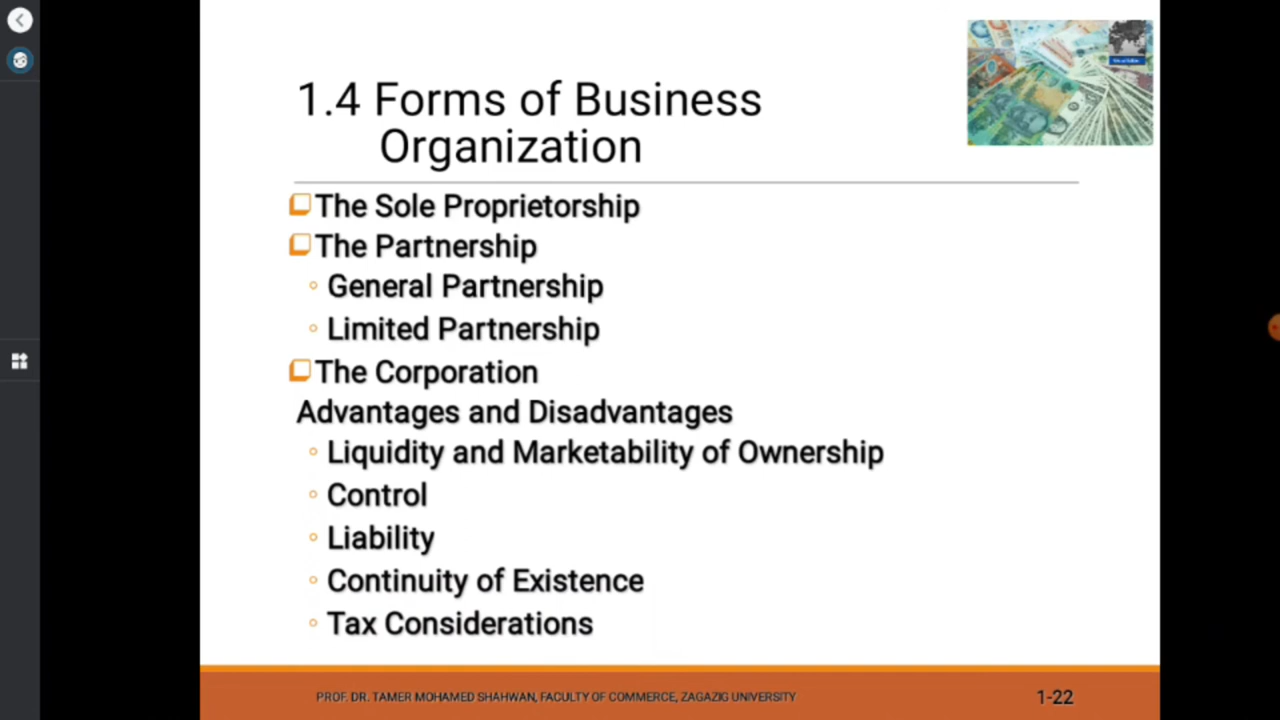 1.4 Forms of Business
Organization
The Sole Proprietorship
The Partnership
General Partnership
Limited Partnership
The Corporation
Advantages and Disadvantages
Liquidity and Marketability of Ownership
Control
Liability
Continuity of Existence
Tax Considerations
PROF. DR. TAMER MOHAMED SHAHWAN, FACULTY OF COMMERCE, ZAGAZIG UNIVERSITY
1-22